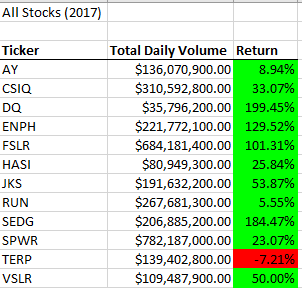 All Stocks (2017)
Ticker Total Daily Volume Return
AY $136,070,900.00 8.94%
CSIQ $310,592,800.00 33.07%
DQ $35,796,200.00 199.45%
ENPH $221,772,100.00 129.52%
FSLR $684,181,400.00 101.31%
HASI $80,949,300.00 25.84%
JKS $191,632,200.00 53.87%
RUN $267,681,300.00 5.55%
SEDG $206,885,200.00 184.47%
SPWR $782,187,000.00 23.07%
TERP $139,402,800.00 -7.21%
VSLR $109,487,900.00 50.00%